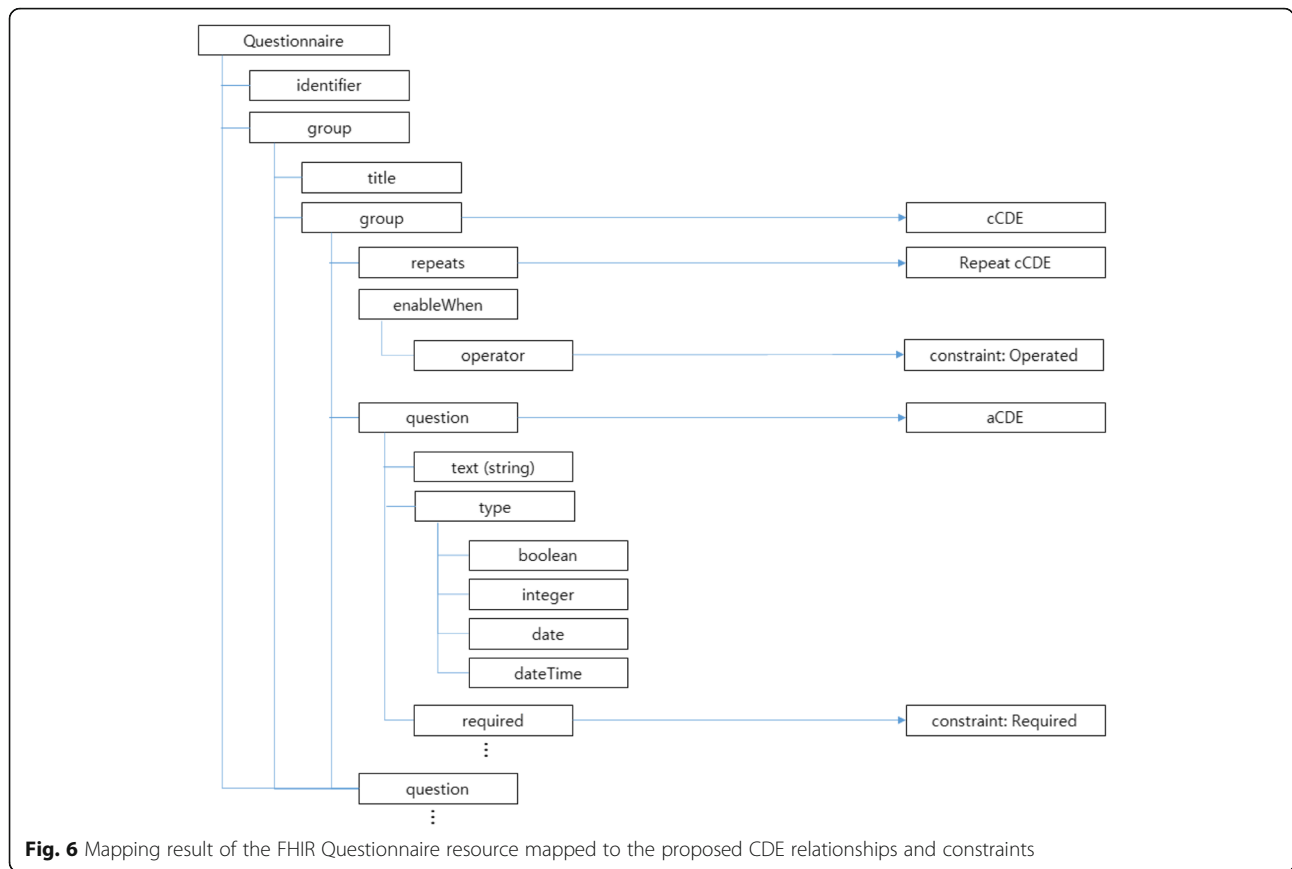 Questionnaire
identifier
group
title
group
cCDE
repeats
Repeat cCDE
enableWhen
operator
constraint: Operated
question
aCDE
text (string)
type
boolean
integer
date
dateTime
required
constraint: Required
⋮
question
⋮
Fig. 6 Mapping result of the FHIR Questionnaire resource mapped to the proposed CDE relationships and constraints